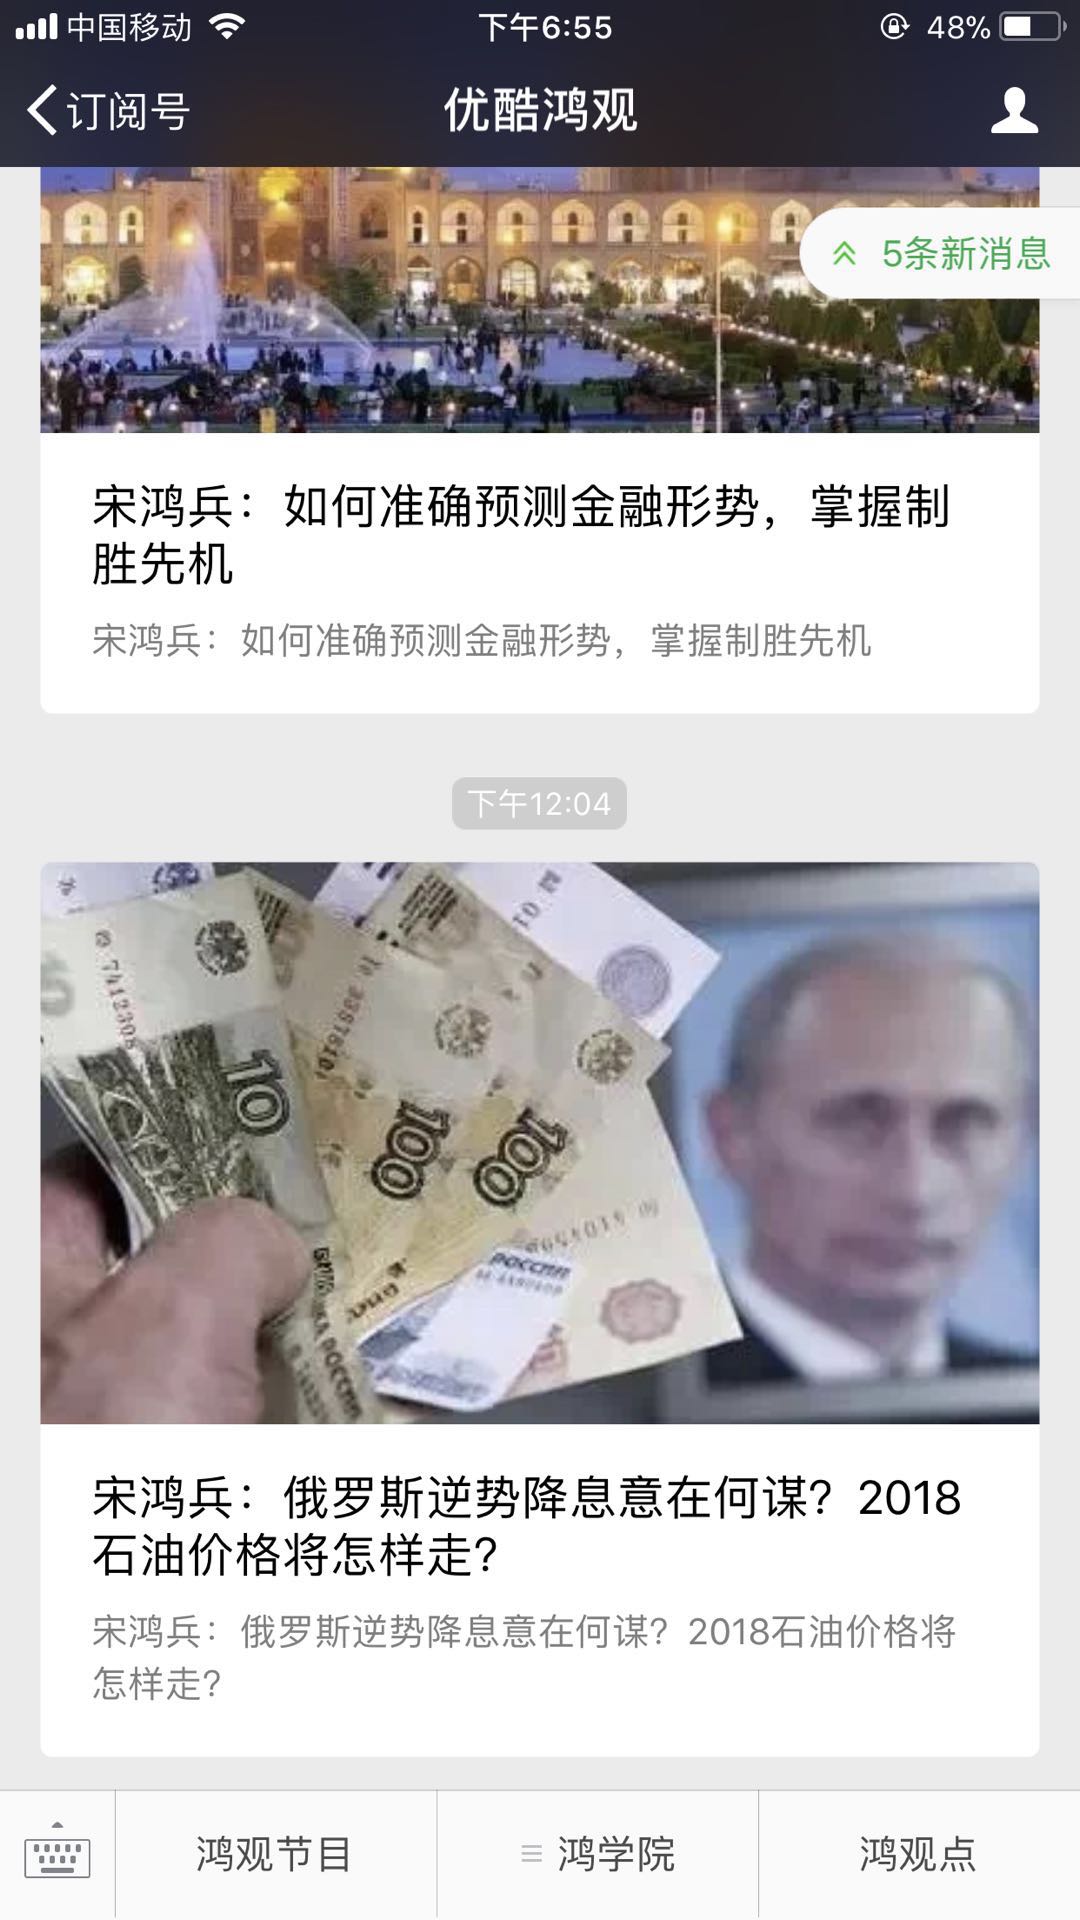 中国移动
下午6:55
48%
订阅号
优酷鸿观
5条新消息
宋鸿兵：如何准确预测金融形势，掌握制
胜先机
宋鸿兵：如何准确预测金融形势，掌握制胜先机
下午12:04
10
100
100
宋鸿兵：俄罗斯逆势降息意在何谋？2018
石油价格将怎样走？
宋鸿兵：俄罗斯逆势降息意在何谋？2018石油价格将
怎样走？
鸿观节目
鸿学院
鸿观点